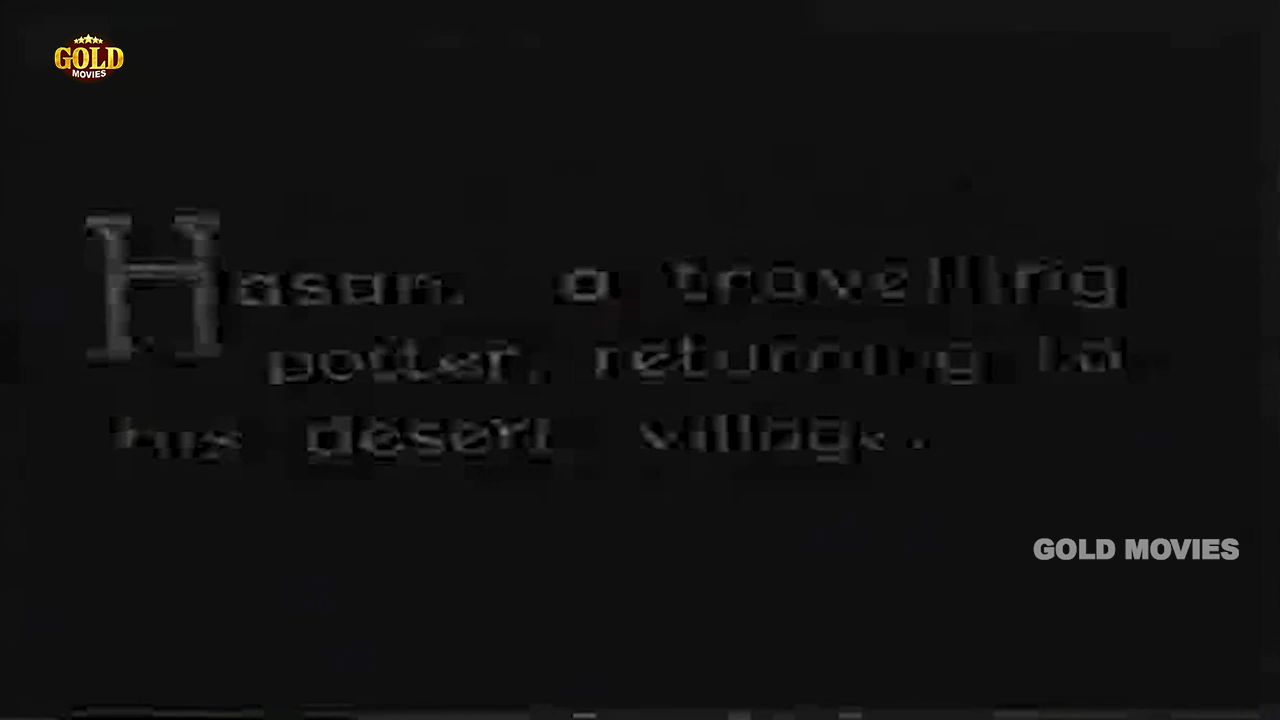 GOLD
MOVIES
Hasan, a travelling
potter, returning to
his desert village.
GOLD MOVIES